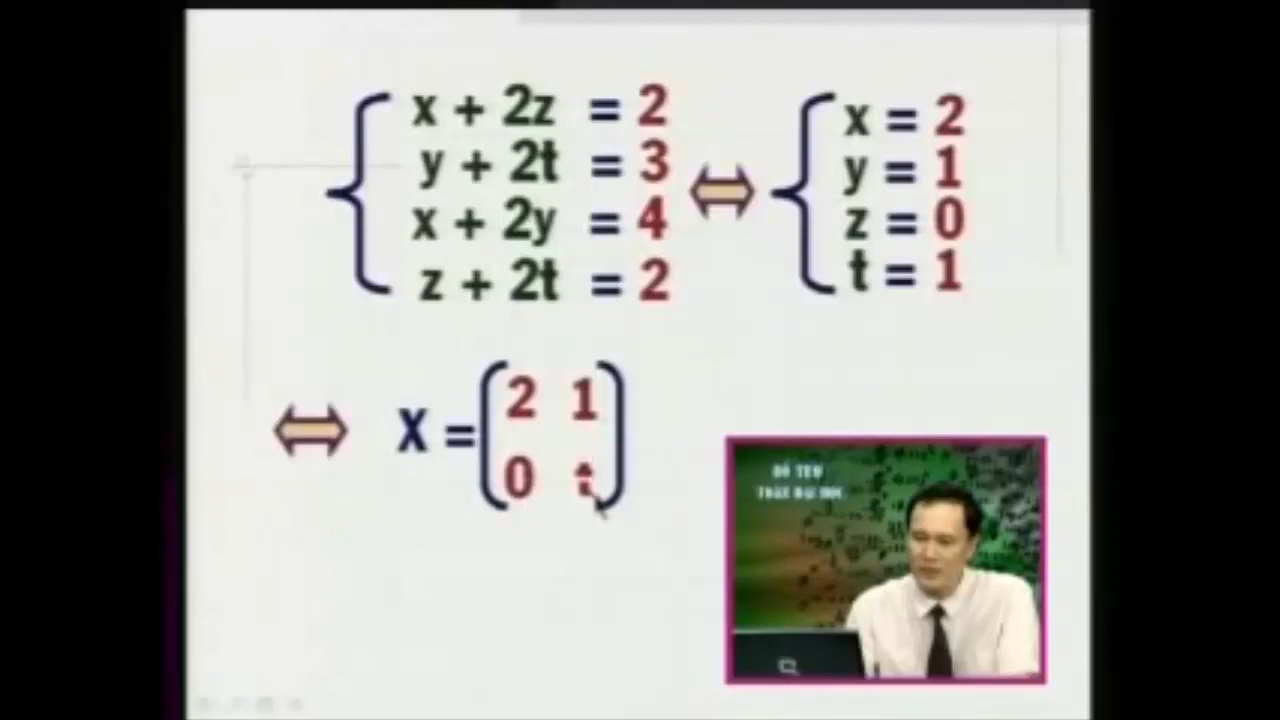 x + 2z = 2
y + 2t = 3
x + 2y = 4
z + 2t = 2
x = 2
y = 1
z = 0
t = 1
X = 2 1
0